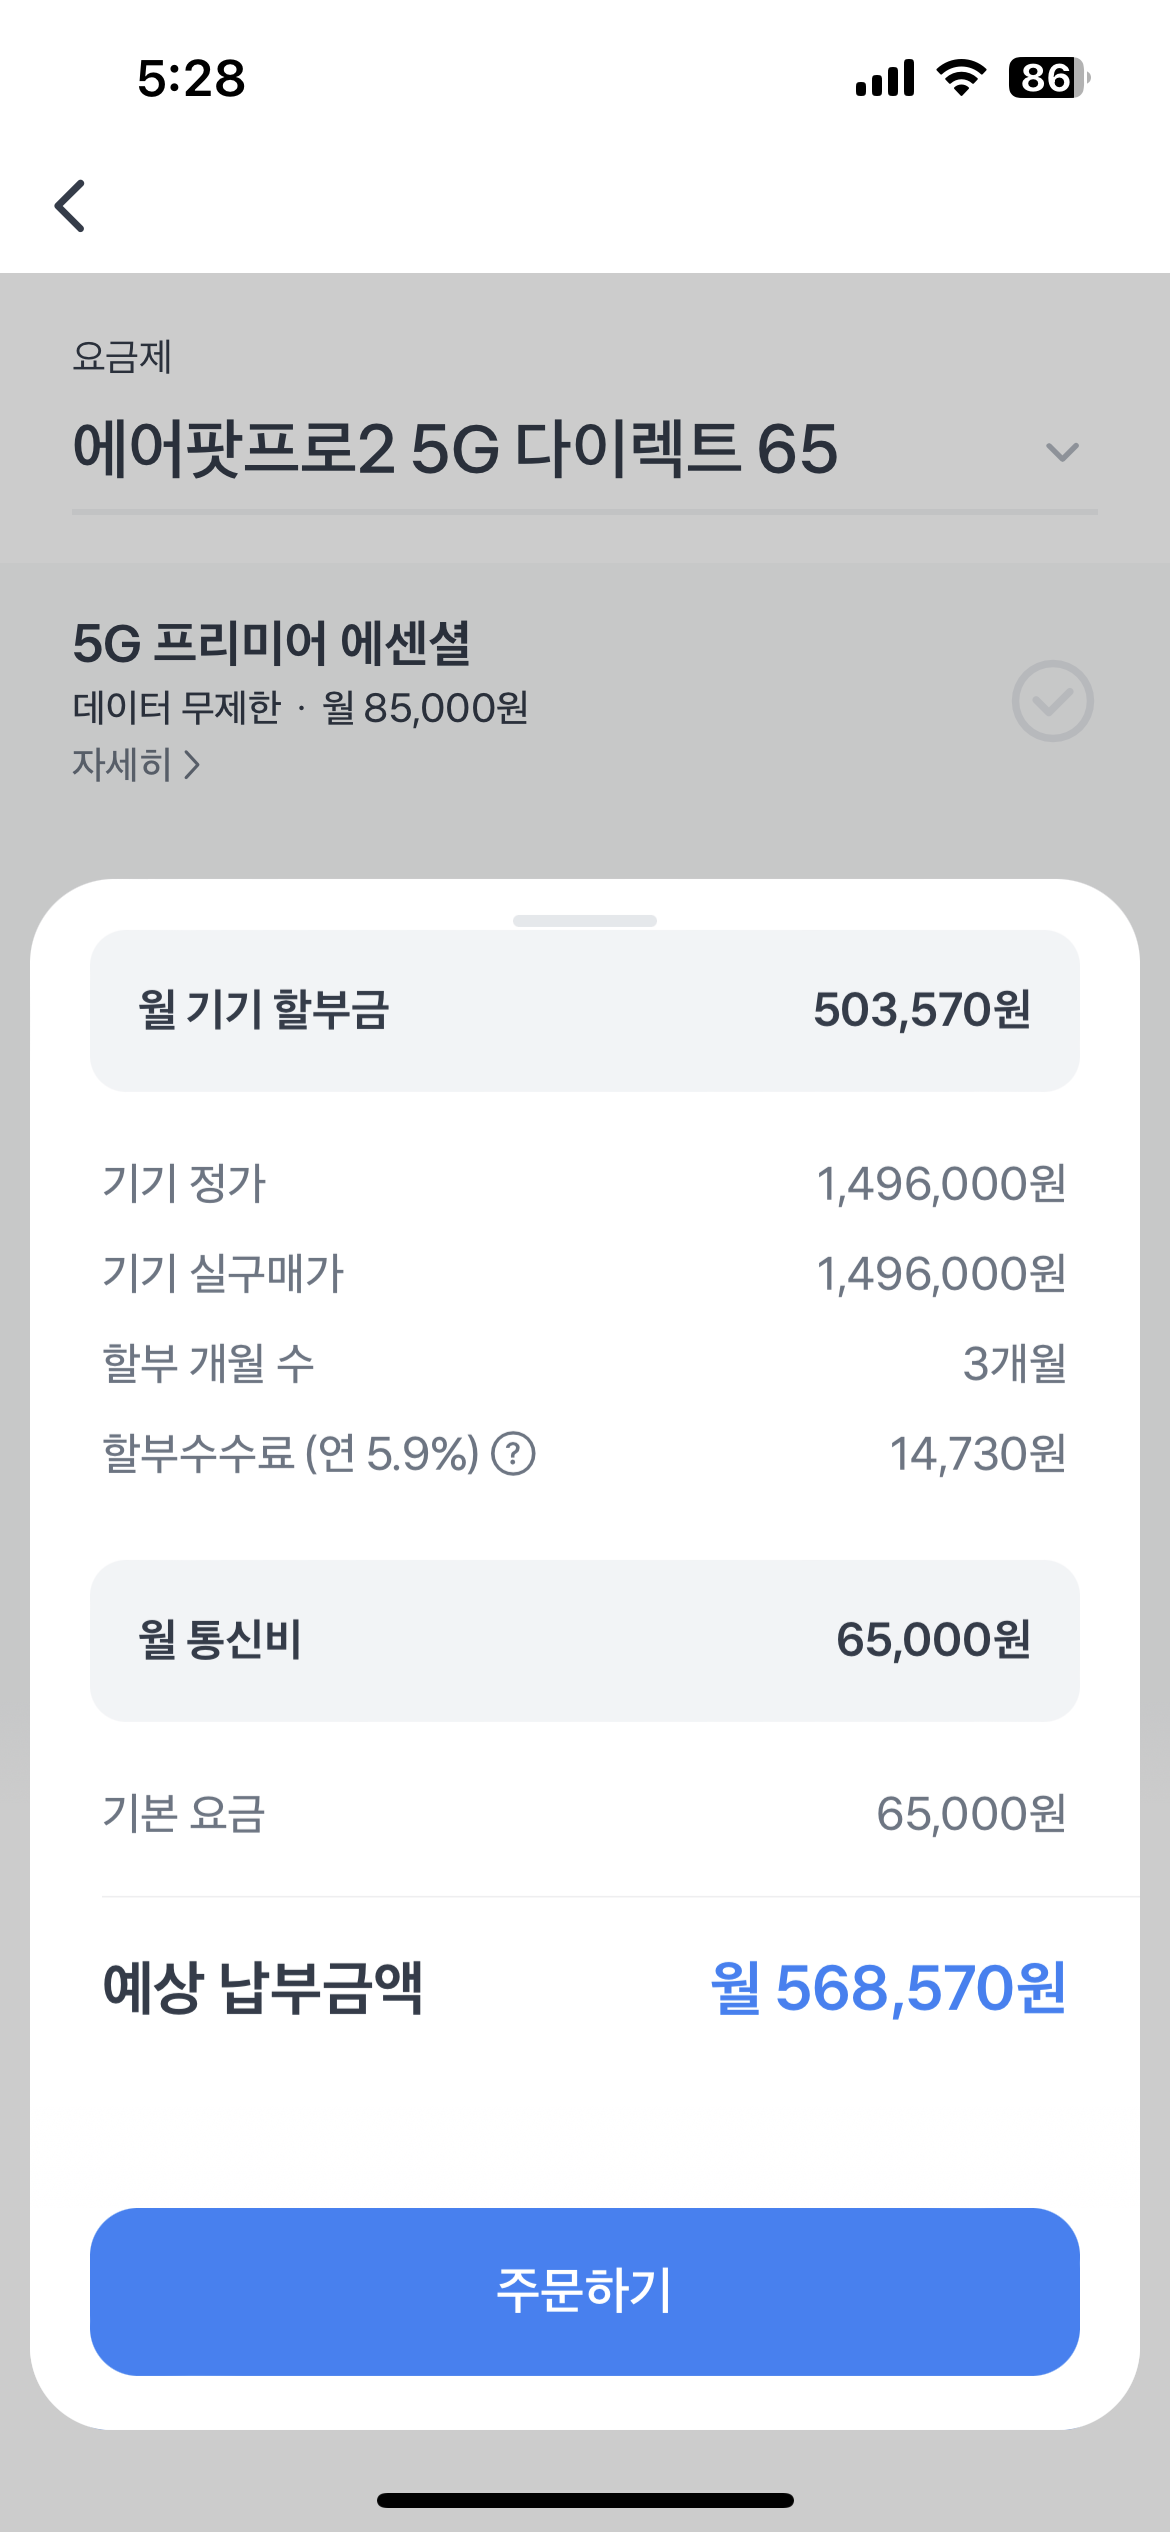 5:28
86
요금제
에어팟프로2 5G 다이렉트 65
5G 프리미어 에센셜
데이터 무제한 · 월 85,000원
자세히
월 기기 할부금 503,570원
기기 정가 1,496,000원
기기 실구매가 1,496,000원
할부 개월 수 3개월
할부수수료 (연 5.9%) ? 14,730원
월 통신비 65,000원
기본 요금 65,000원
예상 납부금액 월 568,570원
주문하기